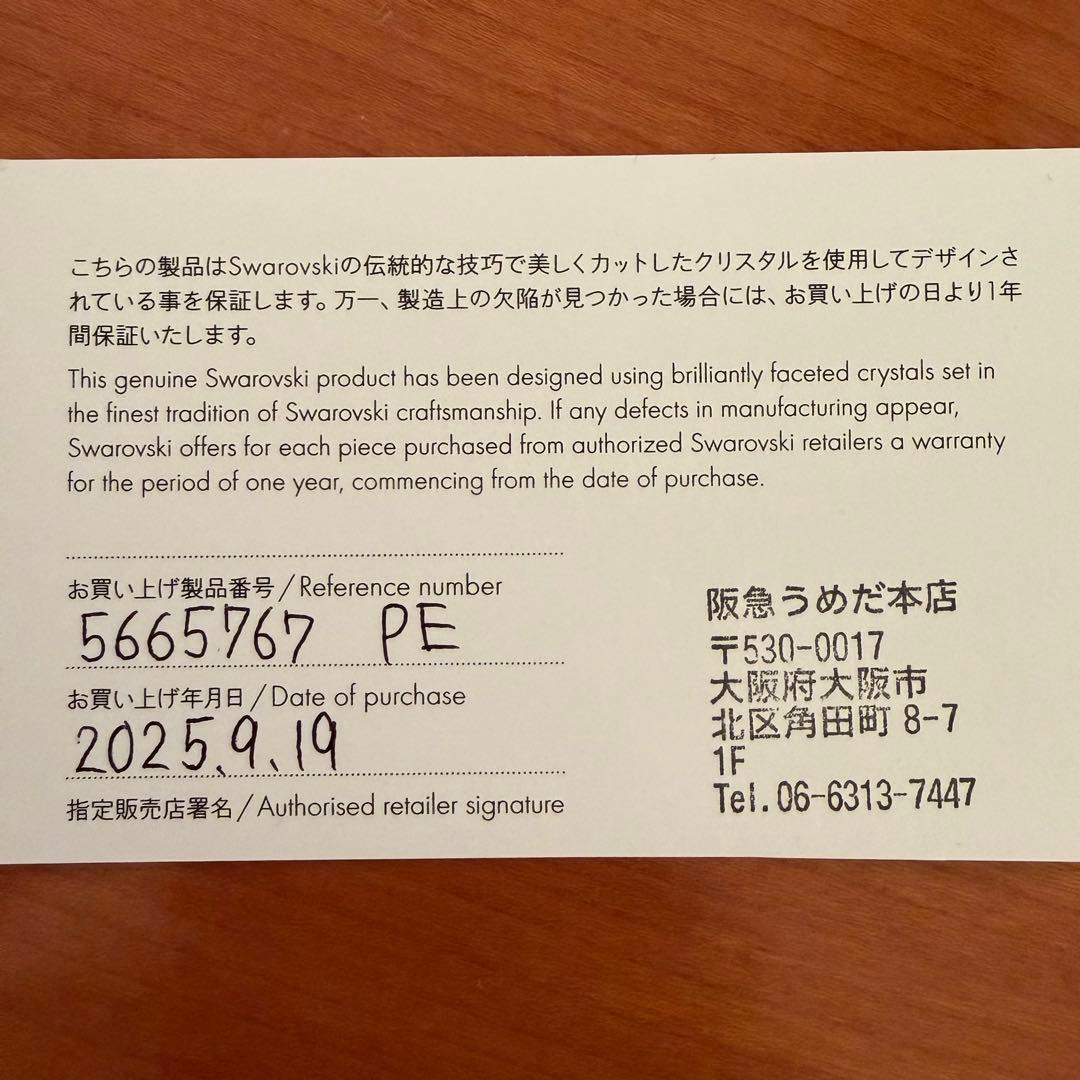 こちらの製品はSwarovskiの伝統的な技巧で美しくカットしたクリスタルを使用してデザインさ
れている事を保証します。万一、製造上の欠陥が見つかった場合には、お買い上げの日より1年
間保証いたします。
This genuine Swarovski product has been designed using brilliantly faceted crystals set in
the finest tradition of Swarovski craftsmanship. If any defects in manufacturing appear,
Swarovski offers for each piece purchased from authorized Swarovski retailers a warranty
for the period of one year, commencing from the date of purchase.
お買い上げ製品番号 / Reference number
5665767 PE
お買い上げ年月日 / Date of purchase
2025.9.19
指定販売店署名 / Authorised retailer signature
阪急うめだ本店
〒530-0017
大阪府大阪市
北区角田町 8-7
1F
Tel.06-6313-7447